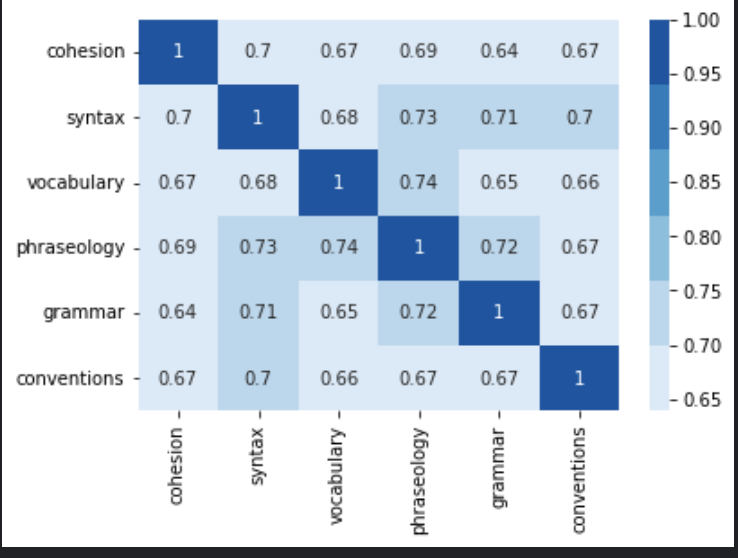 cohesion 1 0.7 0.67 0.69 0.64 0.67
syntax 0.7 1 0.68 0.73 0.71 0.7
vocabulary 0.67 0.68 1 0.74 0.65 0.66
phraseology 0.69 0.73 0.74 1 0.72 0.67
grammar 0.64 0.71 0.65 0.72 1 0.67
conventions 0.67 0.7 0.66 0.67 0.67 1
cohesion syntax vocabulary phraseology grammar conventions
1.00
0.95
0.90
0.85
0.80
0.75
0.70
0.65